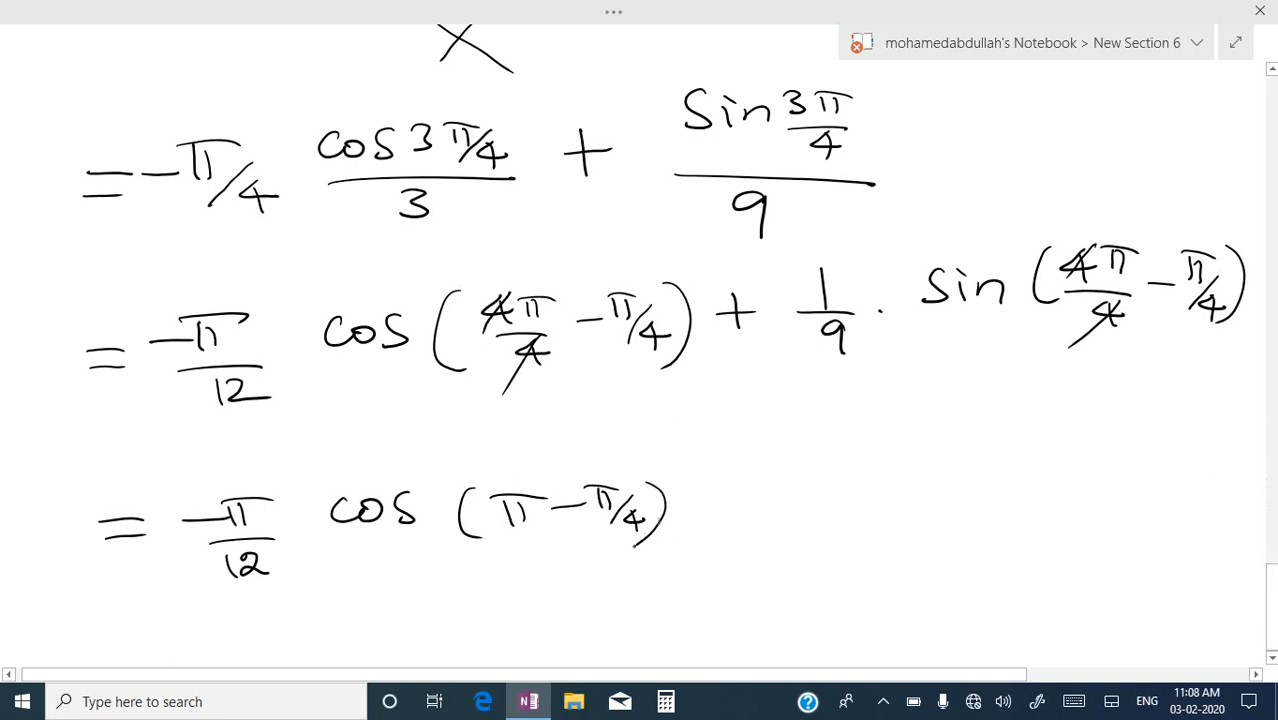 mohamedabdullah's Notebook > New Section 6
= -π/4 cos 3π/4 / 3 + sin 3π/4 / 9
= -π/12 cos (4π/4 - π/4) + 1/9 · sin (4π/4 - π/4)
= -π/12 cos (π - π/4)
Type here to search
ENG
11:08 AM
03-02-2020